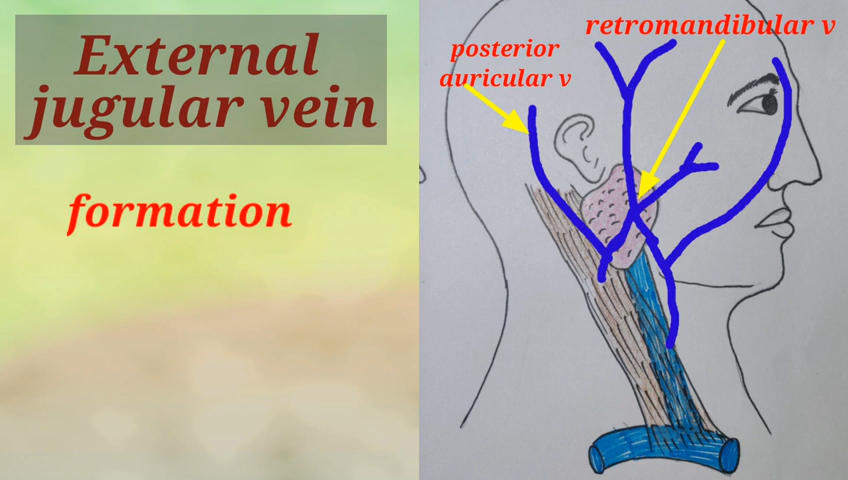 External
jugular vein
formation
posterior
auricular v
retromandibular v